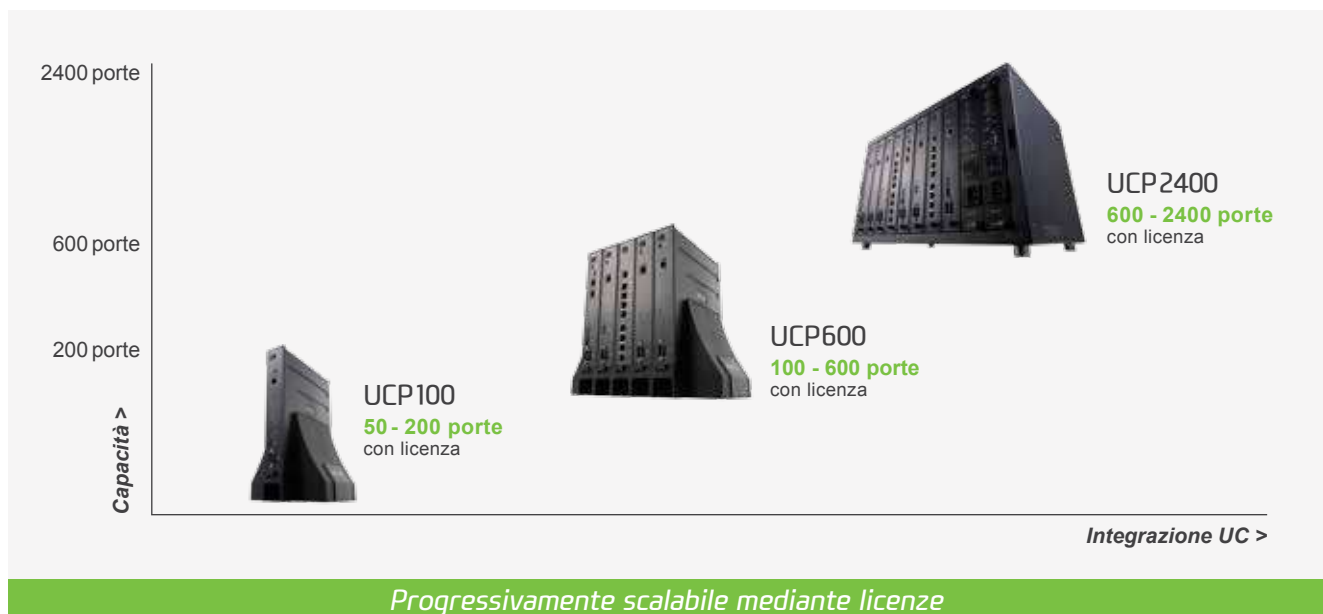 2400 porte
600 porte
200 porte
Capacità >
UCP2400
600 - 2400 porte
con licenza
UCP600
100 - 600 porte
con licenza
UCP100
50 - 200 porte
con licenza
Integrazione UC >
Progressivamente scalabile mediante licenze